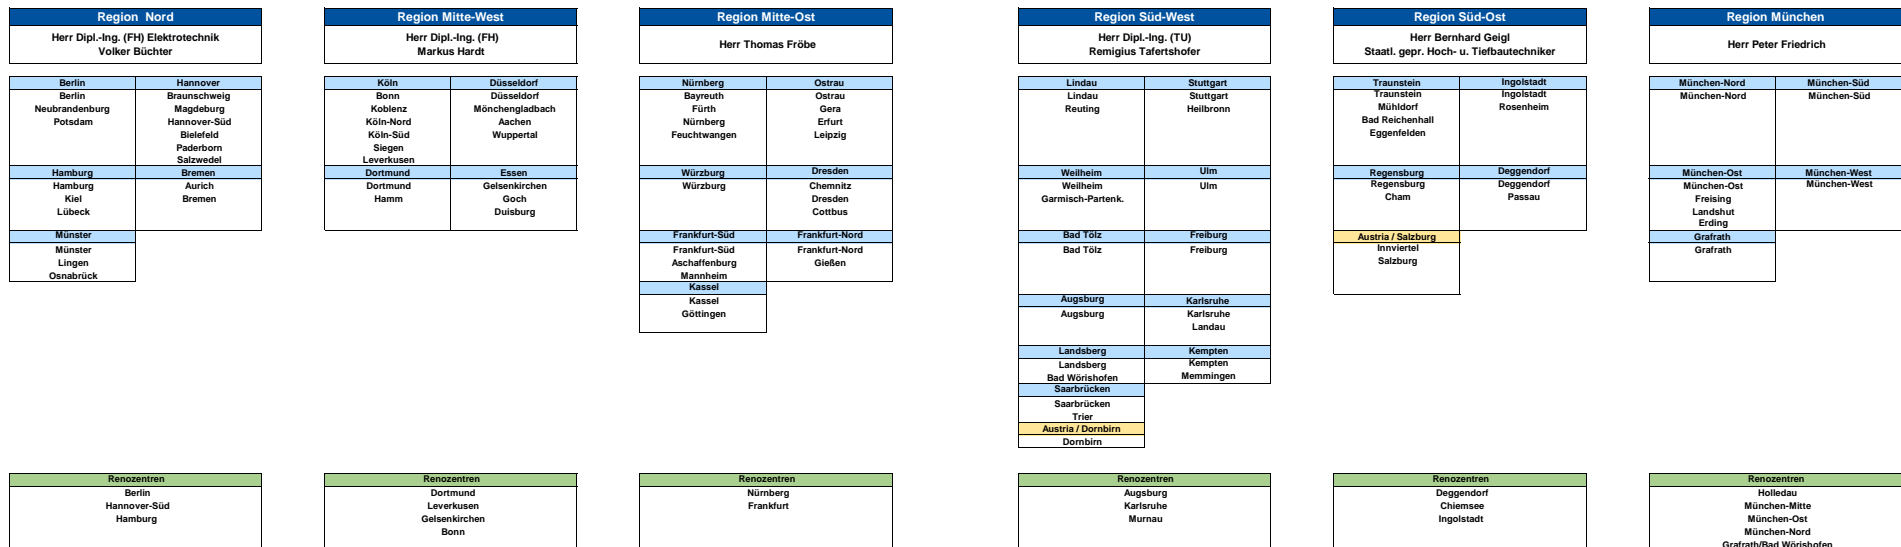 Region  Nord
Herr Dipl.-Ing. (FH) Elektrotechnik
Volker Büchter
Berlin
Berlin
Neubrandenburg
Potsdam
Hannover
Braunschweig
Magdeburg
Hannover-Süd
Bielefeld
Paderborn
Salzwedel
Hamburg
Hamburg
Kiel
Lübeck
Bremen
Aurich
Bremen
Münster
Münster
Lingen
Osnabrück
Renozentren
Berlin
Hannover-Süd
Hamburg
Region Mitte-West
Herr Dipl.-Ing. (FH)
Markus Hardt
Köln
Bonn
Koblenz
Köln-Nord
Köln-Süd
Siegen
Leverkusen
Düsseldorf
Düsseldorf
Mönchengladbach
Aachen
Wuppertal
Dortmund
Dortmund
Hamm
Essen
Gelsenkirchen
Goch
Duisburg
Renozentren
Dortmund
Leverkusen
Gelsenkirchen
Bonn
Region Mitte-Ost
Herr Thomas Fröbe
Nürnberg
Bayreuth
Fürth
Nürnberg
Feuchtwangen
Ostrau
Ostrau
Gera
Erfurt
Leipzig
Würzburg
Würzburg
Dresden
Chemnitz
Dresden
Cottbus
Frankfurt-Süd
Frankfurt-Süd
Aschaffenburg
Mannheim
Frankfurt-Nord
Frankfurt-Nord
Gießen
Kassel
Kassel
Göttingen
Renozentren
Nürnberg
Frankfurt
Region Süd-West
Herr Dipl.-Ing. (TU)
Remigius Tafertshofer
Lindau
Lindau
Reuting
Stuttgart
Stuttgart
Heilbronn
Weilheim
Weilheim
Garmisch-Partenk.
Ulm
Ulm
Bad Tölz
Bad Tölz
Freiburg
Freiburg
Augsburg
Augsburg
Karlsruhe
Karlsruhe
Landau
Landsberg
Landsberg
Bad Wörishofen
Kempten
Kempten
Memmingen
Saarbrücken
Saarbrücken
Trier
Austria / Dornbirn
Dornbirn
Renozentren
Augsburg
Karlsruhe
Murnau
Region Süd-Ost
Herr Bernhard Geigl
Staatl. gepr. Hoch- u. Tiefbautechniker
Traunstein
Traunstein
Mühldorf
Bad Reichenhall
Eggenfelden
Ingolstadt
Ingolstadt
Rosenheim
Regensburg
Regensburg
Cham
Deggendorf
Deggendorf
Passau
Austria / Salzburg
Innviertel
Salzburg
Renozentren
Deggendorf
Chiemsee
Ingolstadt
Region München
Herr Peter Friedrich
München-Nord
München-Nord
München-Süd
München-Süd
München-Ost
München-Ost
Freising
Landshut
Erding
München-West
München-West
Grafrath
Grafrath
Renozentren
Holledau
München-Mitte
München-Ost
München-Nord
Grafrath/Bad Wörishofen